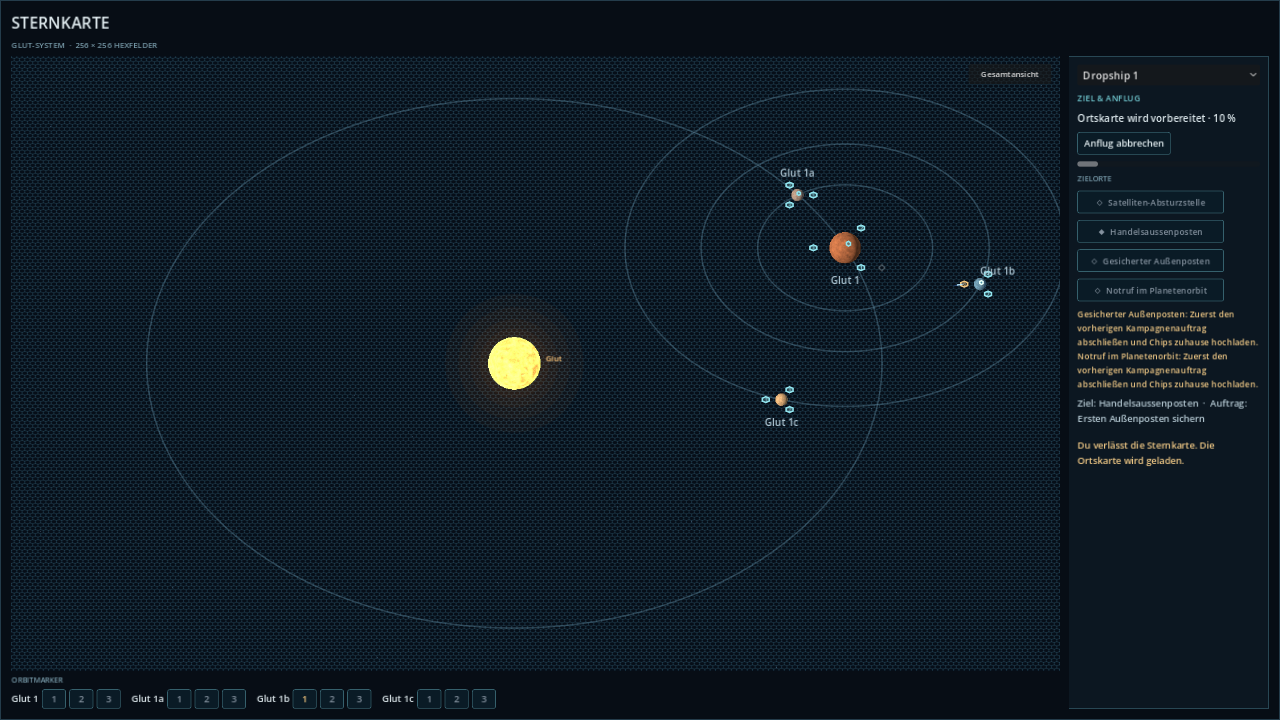 STERNKARTE
GLUT-SYSTEM · 256 × 256 HEXFELDER
Gesamtansicht
Glut 1a
Glut 1
Glut 1b
Glut
Glut 1c
Dropship 1
ZIEL & ANFLUG
Ortskarte wird vorbereitet · 10 %
Anflug abbrechen
ZIELORTE
◇ Satelliten-Absturzstelle
◆ Handelsaussenposten
◇ Gesicherter Außenposten
◇ Notruf im Planetenorbit
Gesicherter Außenposten: Zuerst den
vorherigen Kampagnenauftrag
abschließen und Chips zuhause hochladen.
Notruf im Planetenorbit: Zuerst den
vorherigen Kampagnenauftrag
abschließen und Chips zuhause hochladen.
Ziel: Handelsaussenposten · Auftrag:
Ersten Außenposten sichern
Du verlässt die Sternkarte. Die
Ortskarte wird geladen.
ORBITMARKER
Glut 1 1 2 3 Glut 1a 1 2 3 Glut 1b 1 2 3 Glut 1c 1 2 3